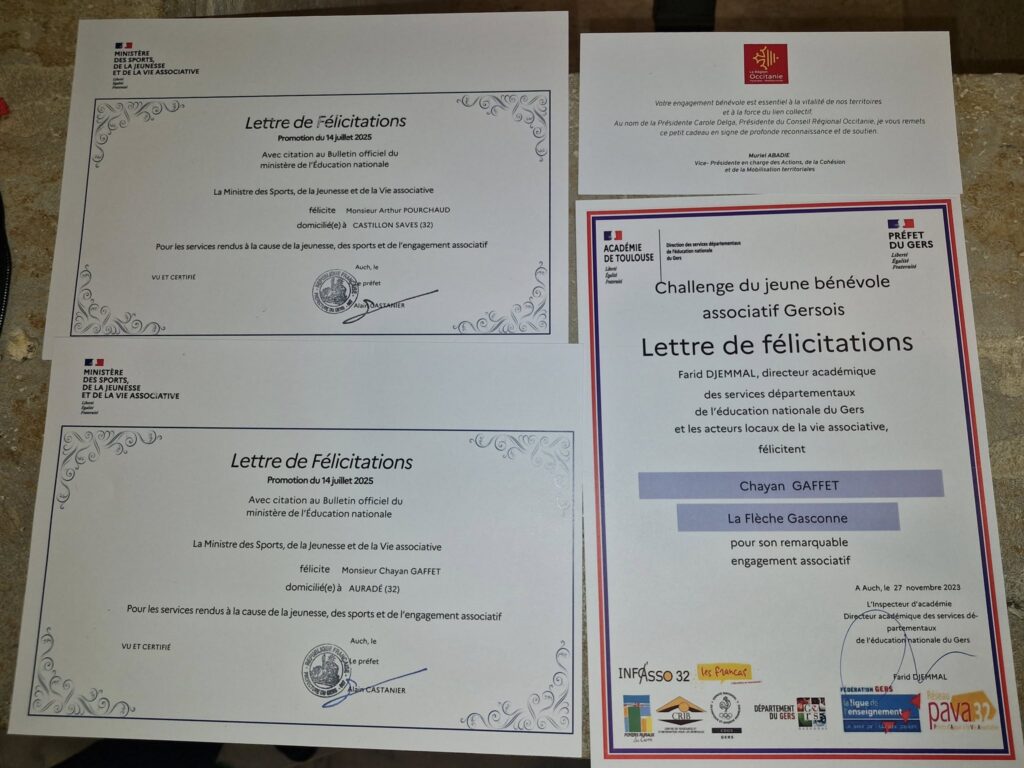 MINISTÈRE
DES SPORTS,
DE LA JEUNESSE
ET DE LA VIE ASSOCIATIVE
Liberté
Égalité
Fraternité
Lettre de Félicitations
Promotion du 14 juillet 2025
Avec citation au Bulletin officiel du
ministère de l'Éducation nationale
La Ministre des Sports, de la Jeunesse et de la Vie associative
félicite Monsieur Arthur POURCHAUD
domicilié(e) à CASTILLON SAVES (32)
Pour les services rendus à la cause de la jeunesse, des sports et de l'engagement associatif
VU ET CERTIFIÉ
Auch, le
Le préfet
Alain CASTANIER
MINISTÈRE
DES SPORTS,
DE LA JEUNESSE
ET DE LA VIE ASSOCIATIVE
Liberté
Égalité
Fraternité
Lettre de Félicitations
Promotion du 14 juillet 2025
Avec citation au Bulletin officiel du
ministère de l'Éducation nationale
La Ministre des Sports, de la Jeunesse et de la Vie associative
félicite Monsieur Chayan GAFFET
domicilié(e) à AURADÉ (32)
Pour les services rendus à la cause de la jeunesse, des sports et de l'engagement associatif
VU ET CERTIFIÉ
Auch, le
Le préfet
RÉPUBLIQUE FRANÇAISE
Alain CASTANIER
La Région
Occitanie
Votre engagement bénévole est essentiel à la vitalité de nos territoires
et à la force du lien collectif.
Au nom de la Présidente Carole Delga, Présidente du Conseil Régional Occitanie, je vous remets
ce petit cadeau en signe de profonde reconnaissance et de soutien.
Muriel ABADIE
Vice- Présidente en charge des Actions, de la Cohésion
et de la Mobilisation territoriales
ACADÉMIE
DE TOULOUSE
Liberté
Égalité
Fraternité
Direction des services départementaux
de l'éducation nationale
du Gers
PRÉFET
DU GERS
Liberté
Égalité
Fraternité
Challenge du jeune bénévole
associatif Gersois
Lettre de félicitations
Farid DJEMMAL, directeur académique
des services départementaux
de l'éducation nationale du Gers
et les acteurs locaux de la vie associative,
félicitent
Chayan GAFFET
La Flèche Gasconne
pour son remarquable
engagement associatif
A Auch, le 27 novembre 2023
L'Inspecteur d'académie
Directeur académique des services dé-
partementaux
de l'éducation nationale du Gers
Farid DJEMMAL
INFASSO 32
les francas
FOYERS RURAUX
du Gers
CRIB
CDOS
GERS
DÉPARTEMENT
DU GERS
FÉDÉRATION GERS
la ligue de
l'enseignement
Réseau
pava32